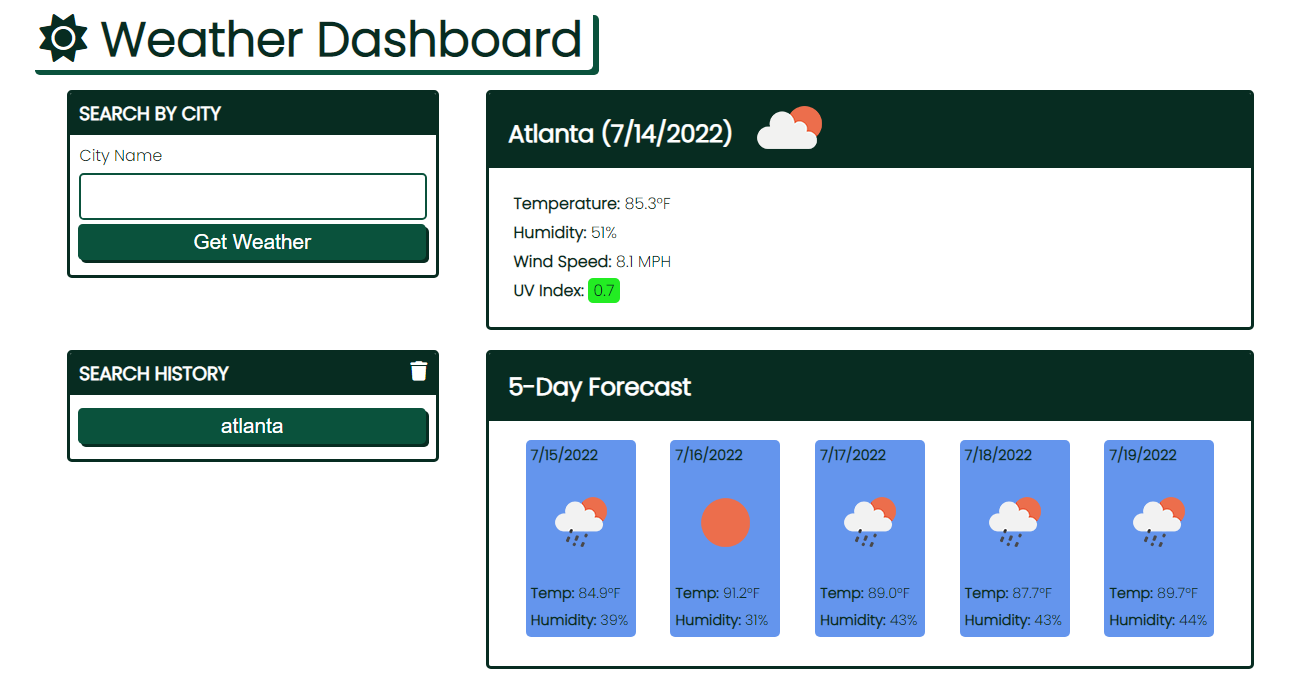 Weather Dashboard
SEARCH BY CITY
City Name
Get Weather
SEARCH HISTORY
atlanta
Atlanta (7/14/2022)
Temperature: 85.3°F
Humidity: 51%
Wind Speed: 8.1 MPH
UV Index: 0.7
5-Day Forecast
7/15/2022
Temp: 84.9°F
Humidity: 39%
7/16/2022
Temp: 91.2°F
Humidity: 31%
7/17/2022
Temp: 89.0°F
Humidity: 43%
7/18/2022
Temp: 87.7°F
Humidity: 43%
7/19/2022
Temp: 89.7°F
Humidity: 44%